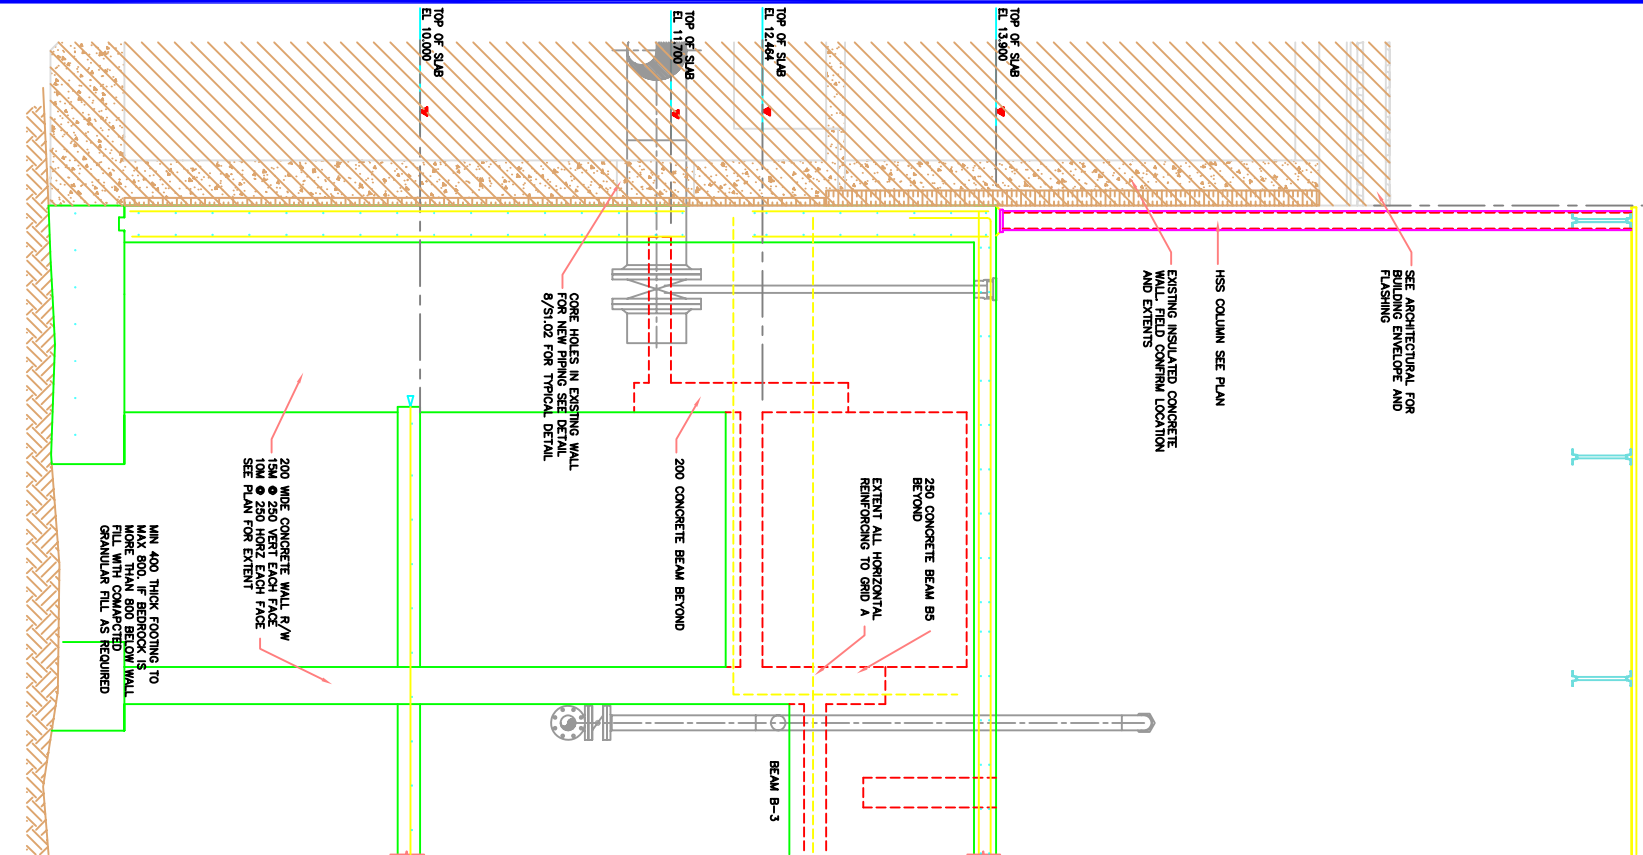 TOP OF SLAB
EL 10.000
TOP OF SLAB
EL 11.700
TOP OF SLAB
EL 12.464
TOP OF SLAB
EL 13.900
SEE ARCHITECTURAL FOR
BUILDING ENVELOPE AND
FLASHING
HSS COLUMN SEE PLAN
EXISTING INSULATED CONCRETE
WALL. FIELD CONFIRM LOCATION
AND EXTENTS
CORE HOLES IN EXISTING WALL
FOR NEW PIPING SEE DETAIL
8/S1.02 FOR TYPICAL DETAIL
250 CONCRETE BEAM B5
BEYOND
EXTENT ALL HORIZONTAL
REINFORCING TO GRID A
200 CONCRETE BEAM BEYOND
200 WIDE CONCRETE WALL R/W
15M @ 250 VERT EACH FACE
10M @ 250 HORZ EACH FACE
SEE PLAN FOR EXTENT
MIN 400 THICK FOOTING TO
MAX 800. IF BEDROCK IS
MORE THAN 800 BELOW WALL
FILL WITH COMAPCTED
GRANULAR FILL AS REQUIRED
BEAM B-3